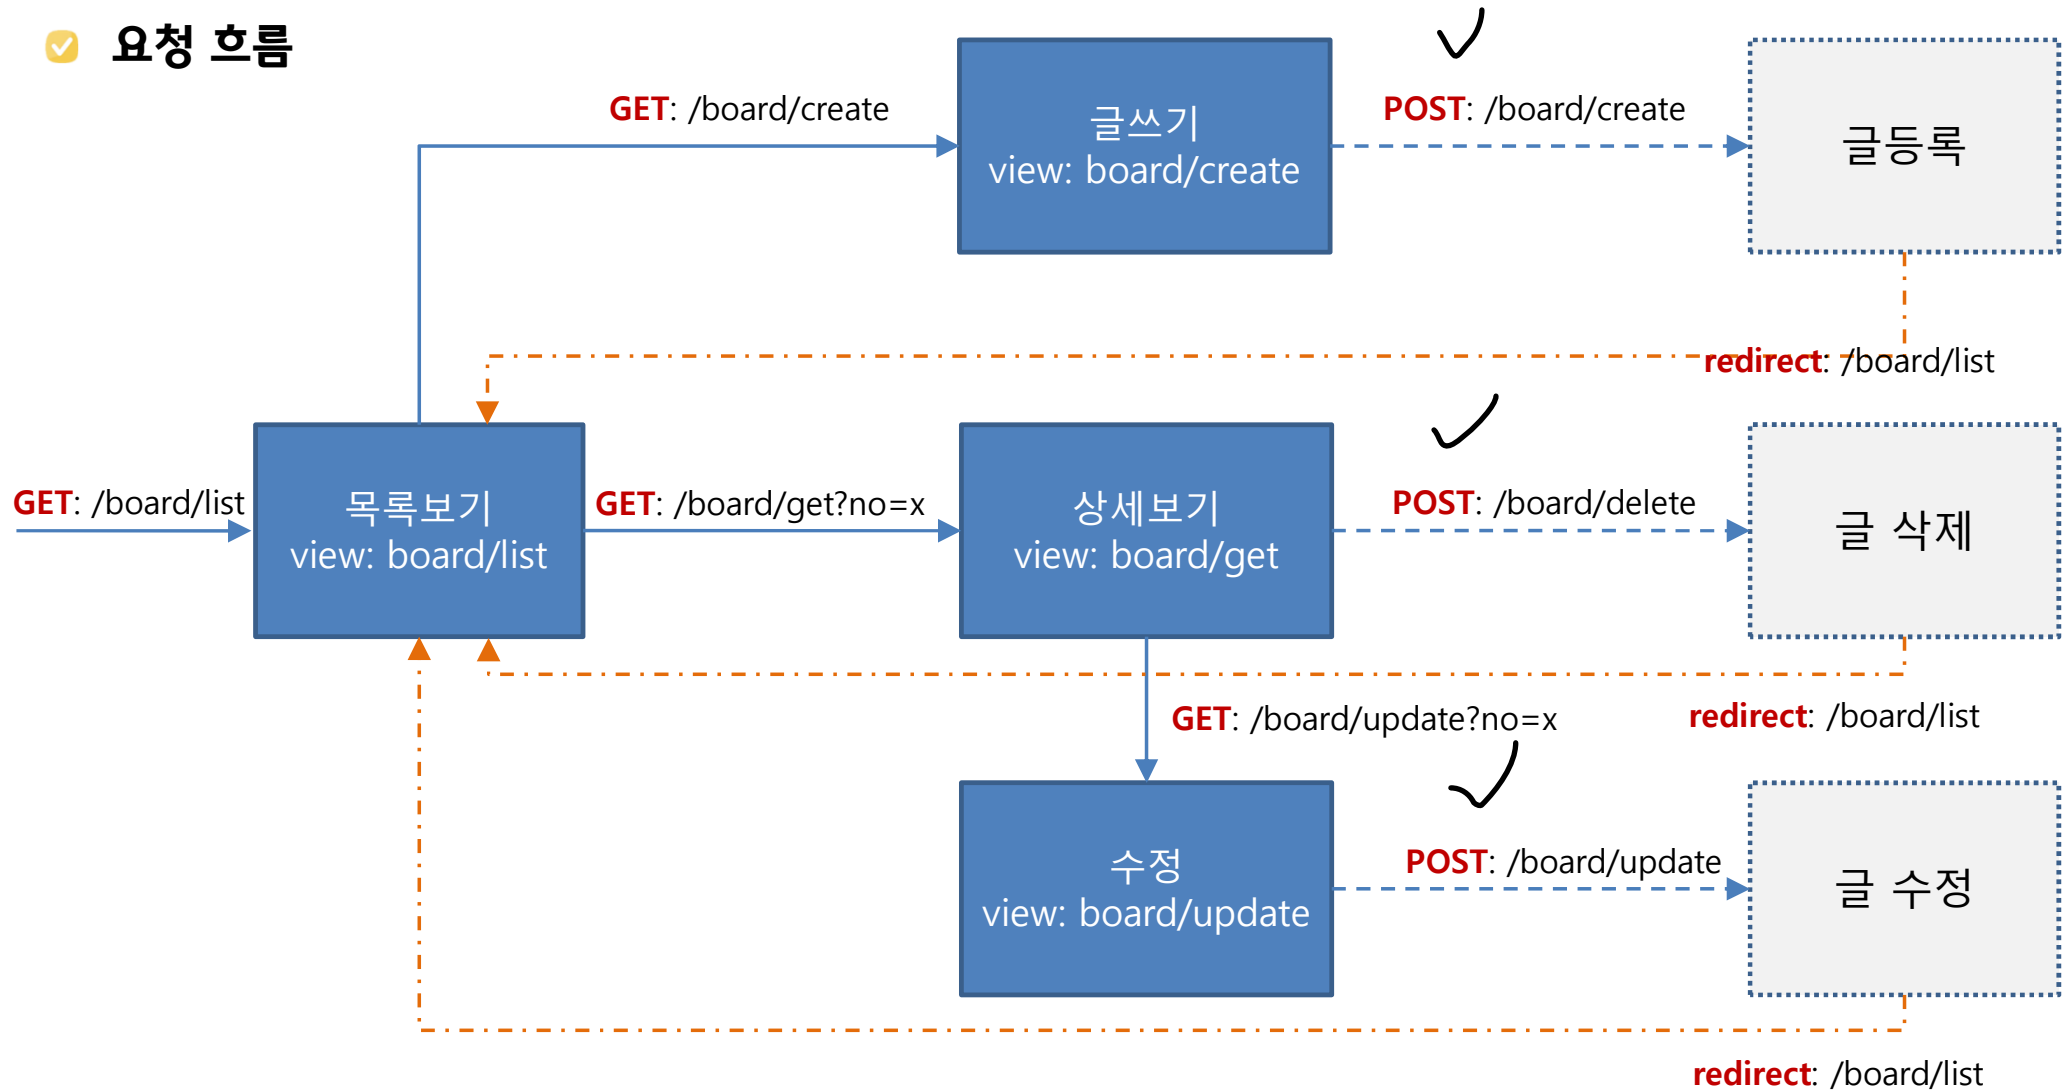 요청 흐름
GET: /board/create
글쓰기
view: board/create
POST: /board/create
글등록
redirect: /board/list
GET: /board/list
목록보기
view: board/list
GET: /board/get?no=x
상세보기
view: board/get
POST: /board/delete
글 삭제
redirect: /board/list
GET: /board/update?no=x
수정
view: board/update
POST: /board/update
글 수정
redirect: /board/list